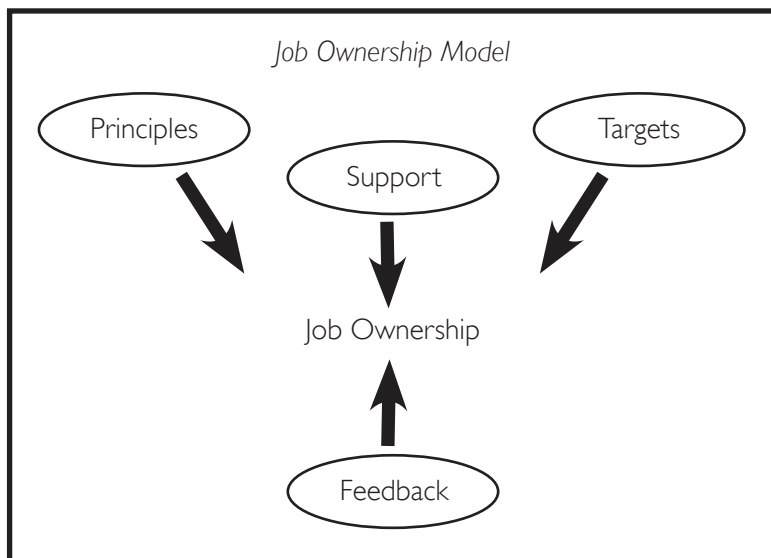 Job Ownership Model
Principles
Targets
Support
Job Ownership
Feedback